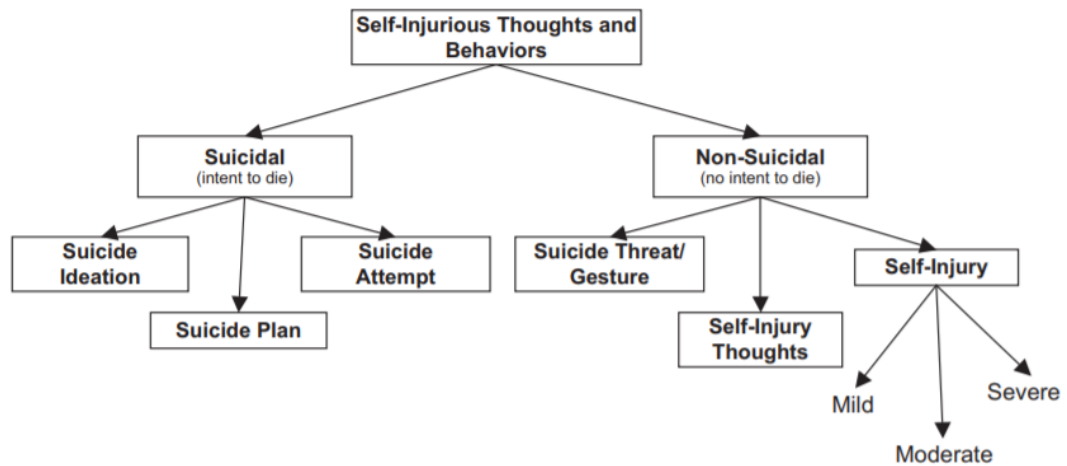 Self-Injurious Thoughts and
Behaviors
Suicidal
(intent to die)
Non-Suicidal
(no intent to die)
Suicide
Ideation
Suicide Plan
Suicide
Attempt
Suicide Threat/
Gesture
Self-Injury
Thoughts
Self-Injury
Mild
Moderate
Severe